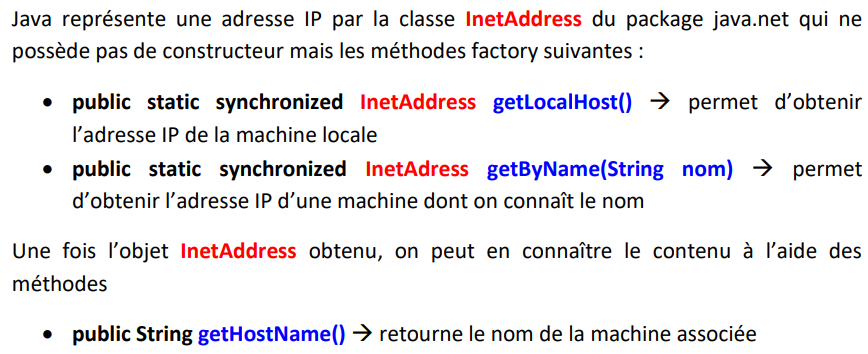 Java représente une adresse IP par la classe InetAddress du package java.net qui ne
possède pas de constructeur mais les méthodes factory suivantes :
• public static synchronized InetAddress getLocalHost() → permet d’obtenir
l’adresse IP de la machine locale
• public static synchronized InetAdress getByName(String nom) → permet
d’obtenir l’adresse IP d’une machine dont on connaît le nom
Une fois l’objet InetAddress obtenu, on peut en connaître le contenu à l’aide des
méthodes
• public String getHostName() → retourne le nom de la machine associée